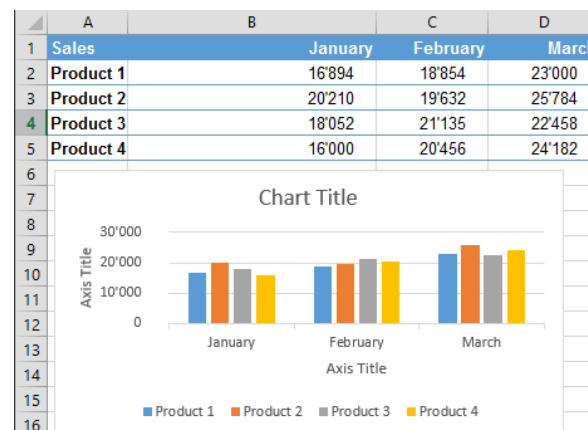 A B C D
1 Sales January February March
2 Product 1 16'894 18'854 23'000
3 Product 2 20'210 19'632 25'784
4 Product 3 18'052 21'135 22'458
5 Product 4 16'000 20'456 24'182
6
7 Chart Title
8
30'000
9
20'000
10
10'000
11
Axis Title
12
0
13 January February March
14 Axis Title
15
16 Product 1 Product 2 Product 3 Product 4